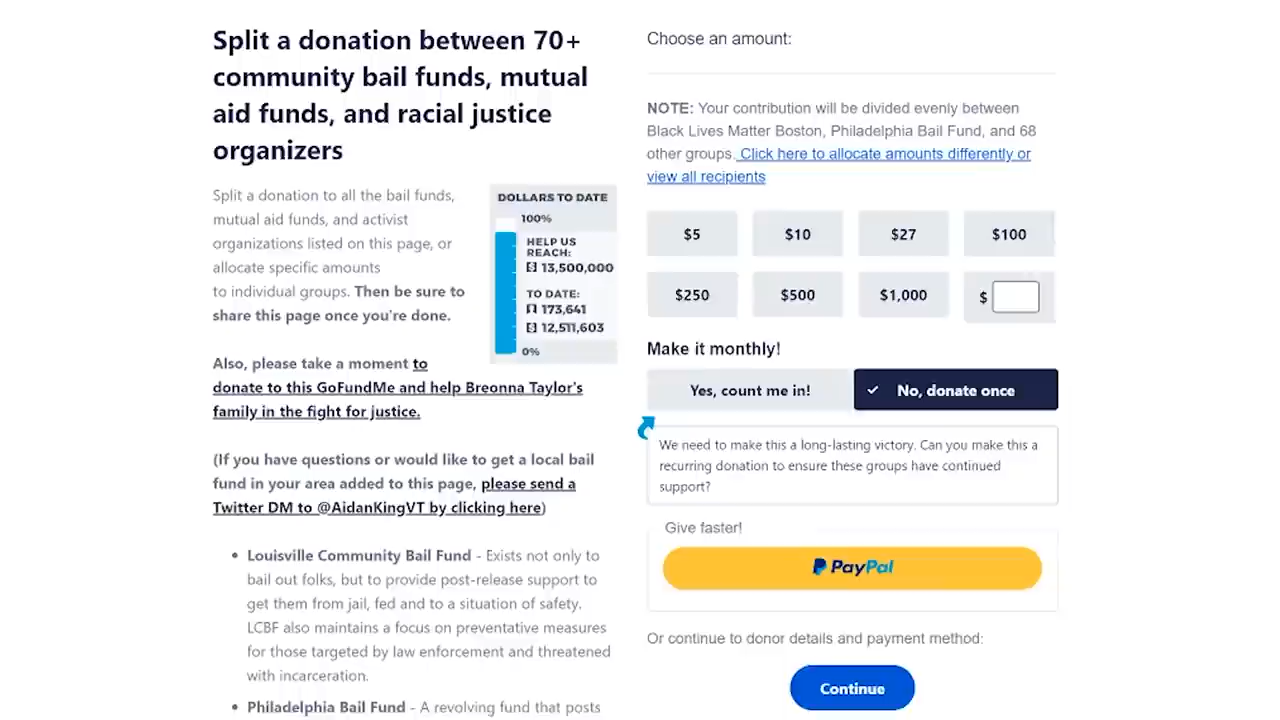 Split a donation between 70+
community bail funds, mutual
aid funds, and racial justice
organizers
Split a donation to all the bail funds,
mutual aid funds, and activist
organizations listed on this page, or
allocate specific amounts
to individual groups. Then be sure to
share this page once you're done.
DOLLARS TO DATE
100%
HELP US
REACH:
$ 13,500,000
TO DATE:
173,641
$ 12,511,603
0%
Also, please take a moment to
donate to this GoFundMe and help Breonna Taylor's
family in the fight for justice.
(If you have questions or would like to get a local bail
fund in your area added to this page, please send a
Twitter DM to @AidanKingVT by clicking here)
• Louisville Community Bail Fund - Exists not only to
bail out folks, but to provide post-release support to
get them from jail, fed and to a situation of safety.
LCBF also maintains a focus on preventative measures
for those targeted by law enforcement and threatened
with incarceration.
• Philadelphia Bail Fund - A revolving fund that posts
Choose an amount:
NOTE: Your contribution will be divided evenly between
Black Lives Matter Boston, Philadelphia Bail Fund, and 68
other groups. Click here to allocate amounts differently or
view all recipients
$5 $10 $27 $100
$250 $500 $1,000 $
Make it monthly!
Yes, count me in! No, donate once
We need to make this a long-lasting victory. Can you make this a
recurring donation to ensure these groups have continued
support?
Give faster!
PayPal
Or continue to donor details and payment method:
Continue